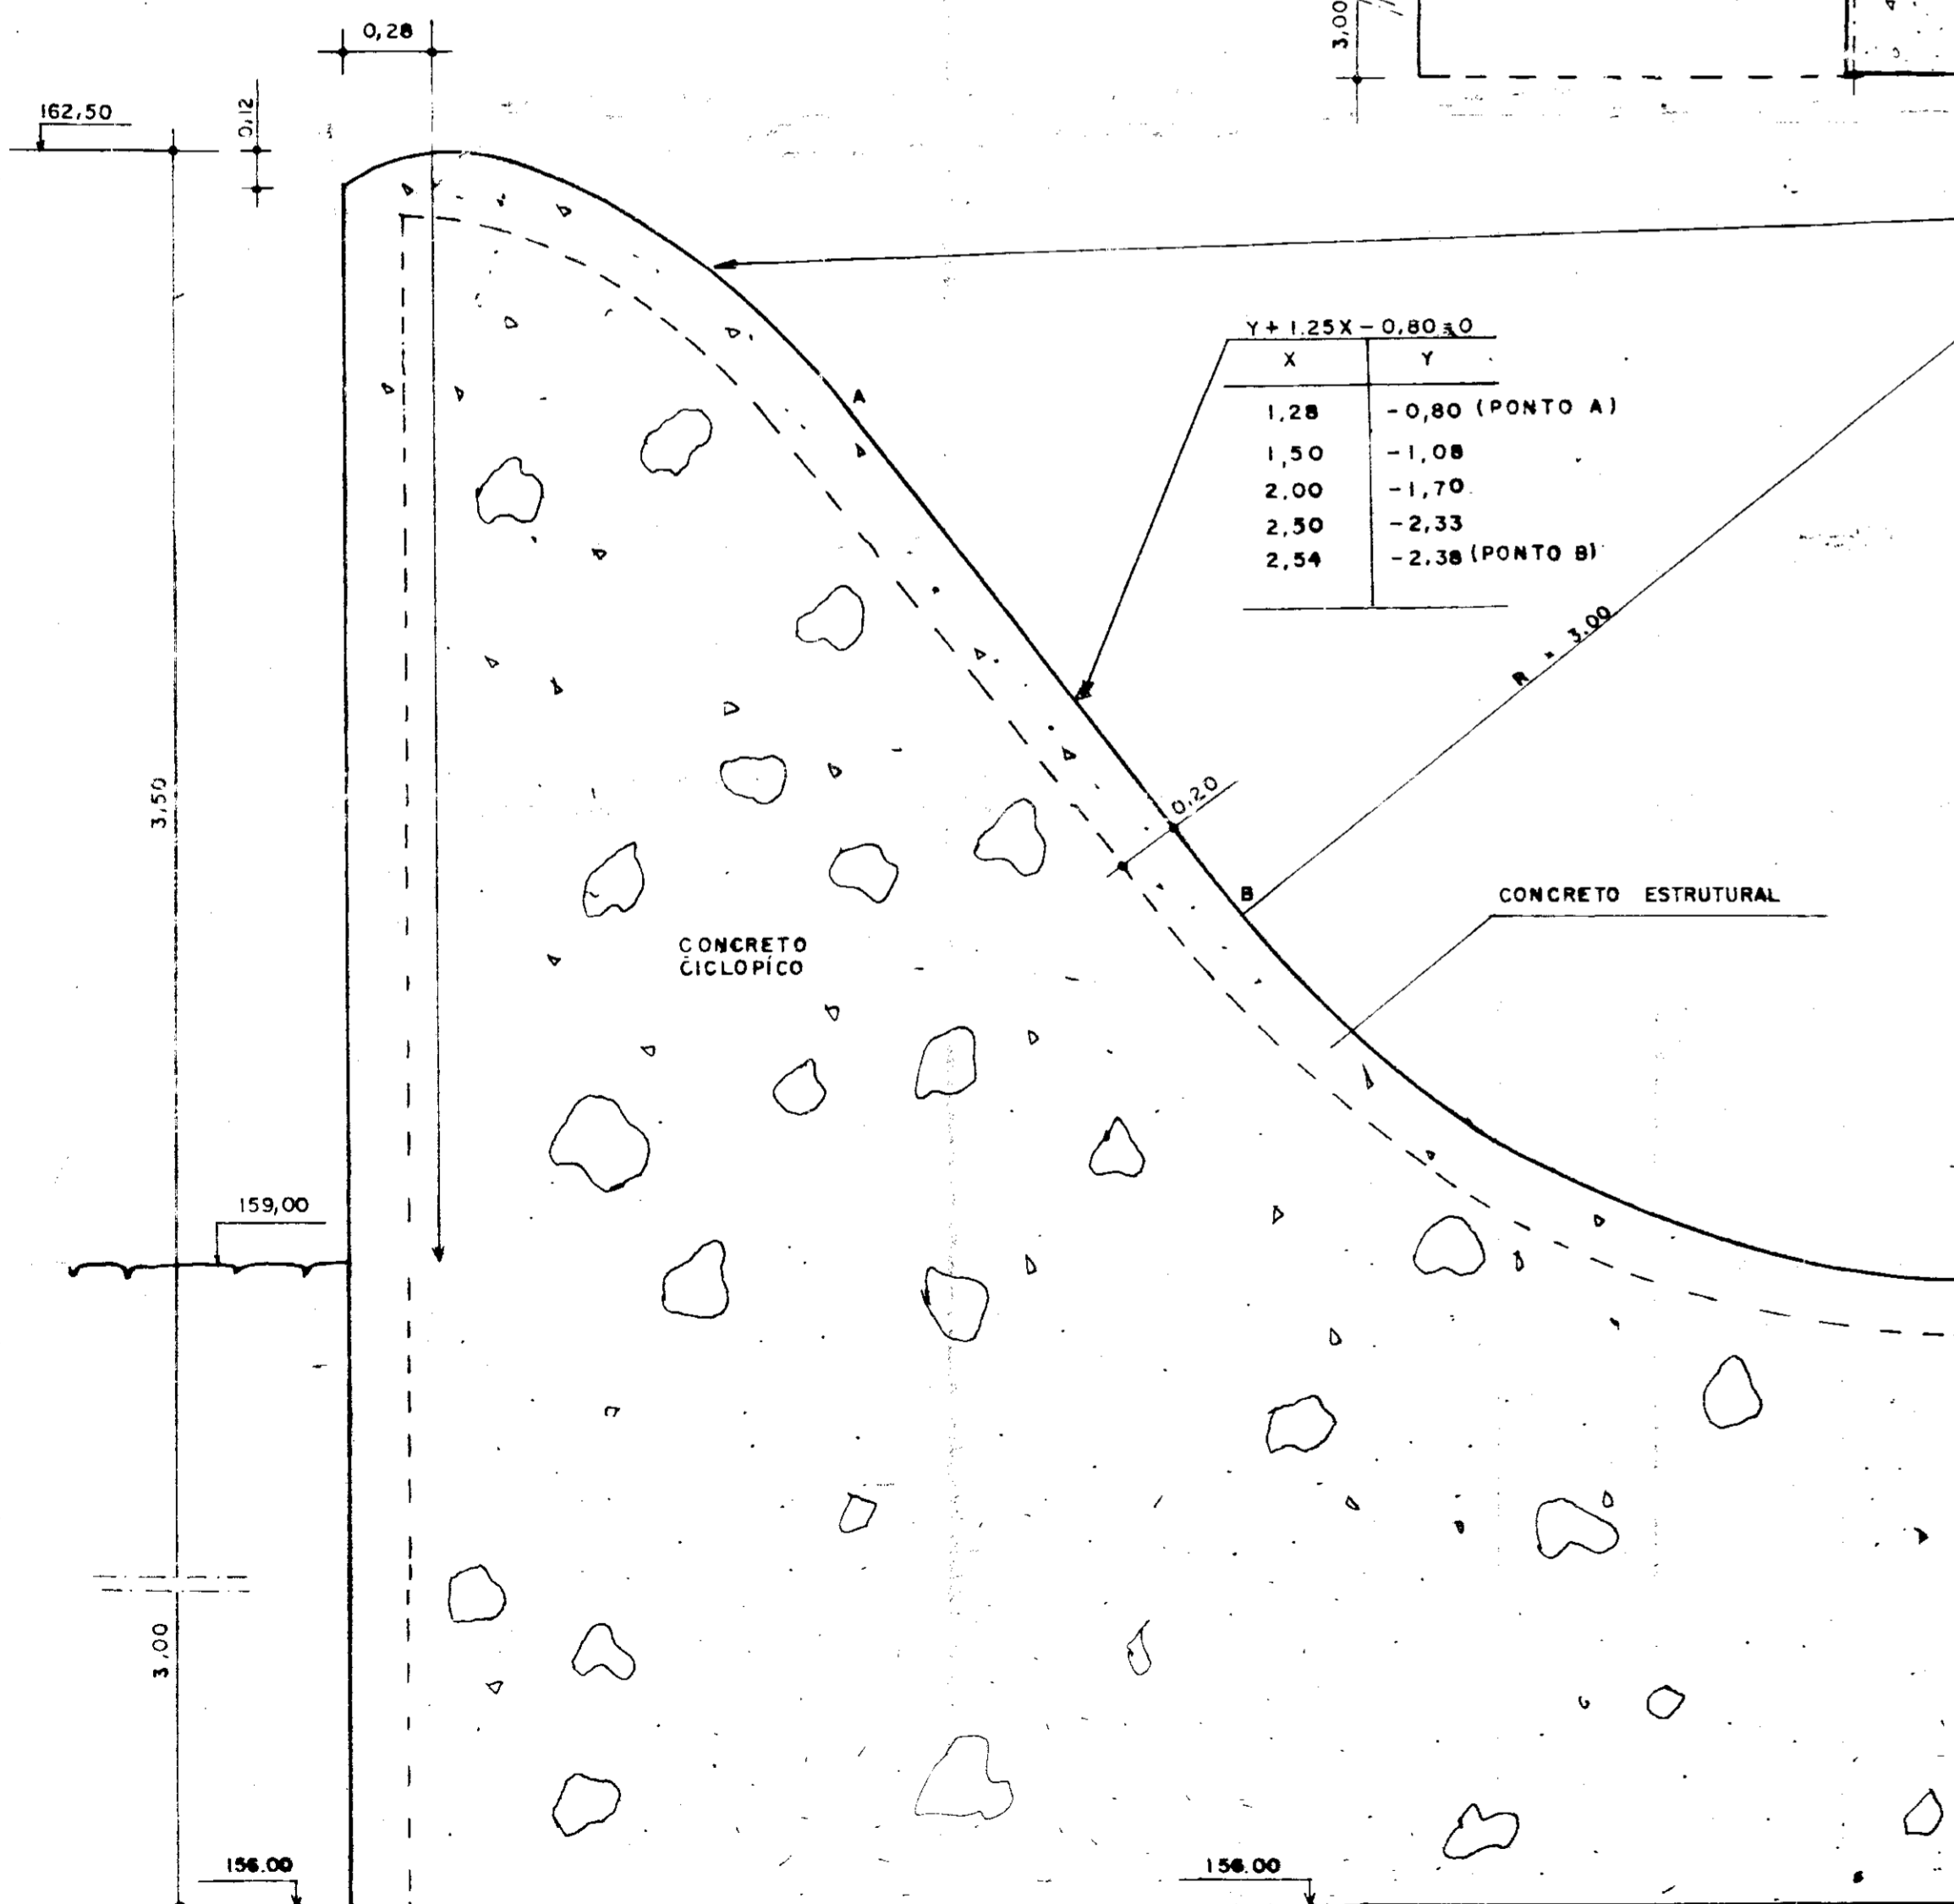 0,28
3,00
162,50
0,12
Y + 1.25X - 0,80 = 0
X Y
1,28 -0,80 (PONTO A)
1,50 -1,08
2,00 -1,70
2,50 -2,33
2,54 -2,38 (PONTO B)
A
R = 3.00
3,50
0,20
B
CONCRETO ESTRUTURAL
CONCRETO
CICLOPÍCO
159,00
3,00
156.00
156.00